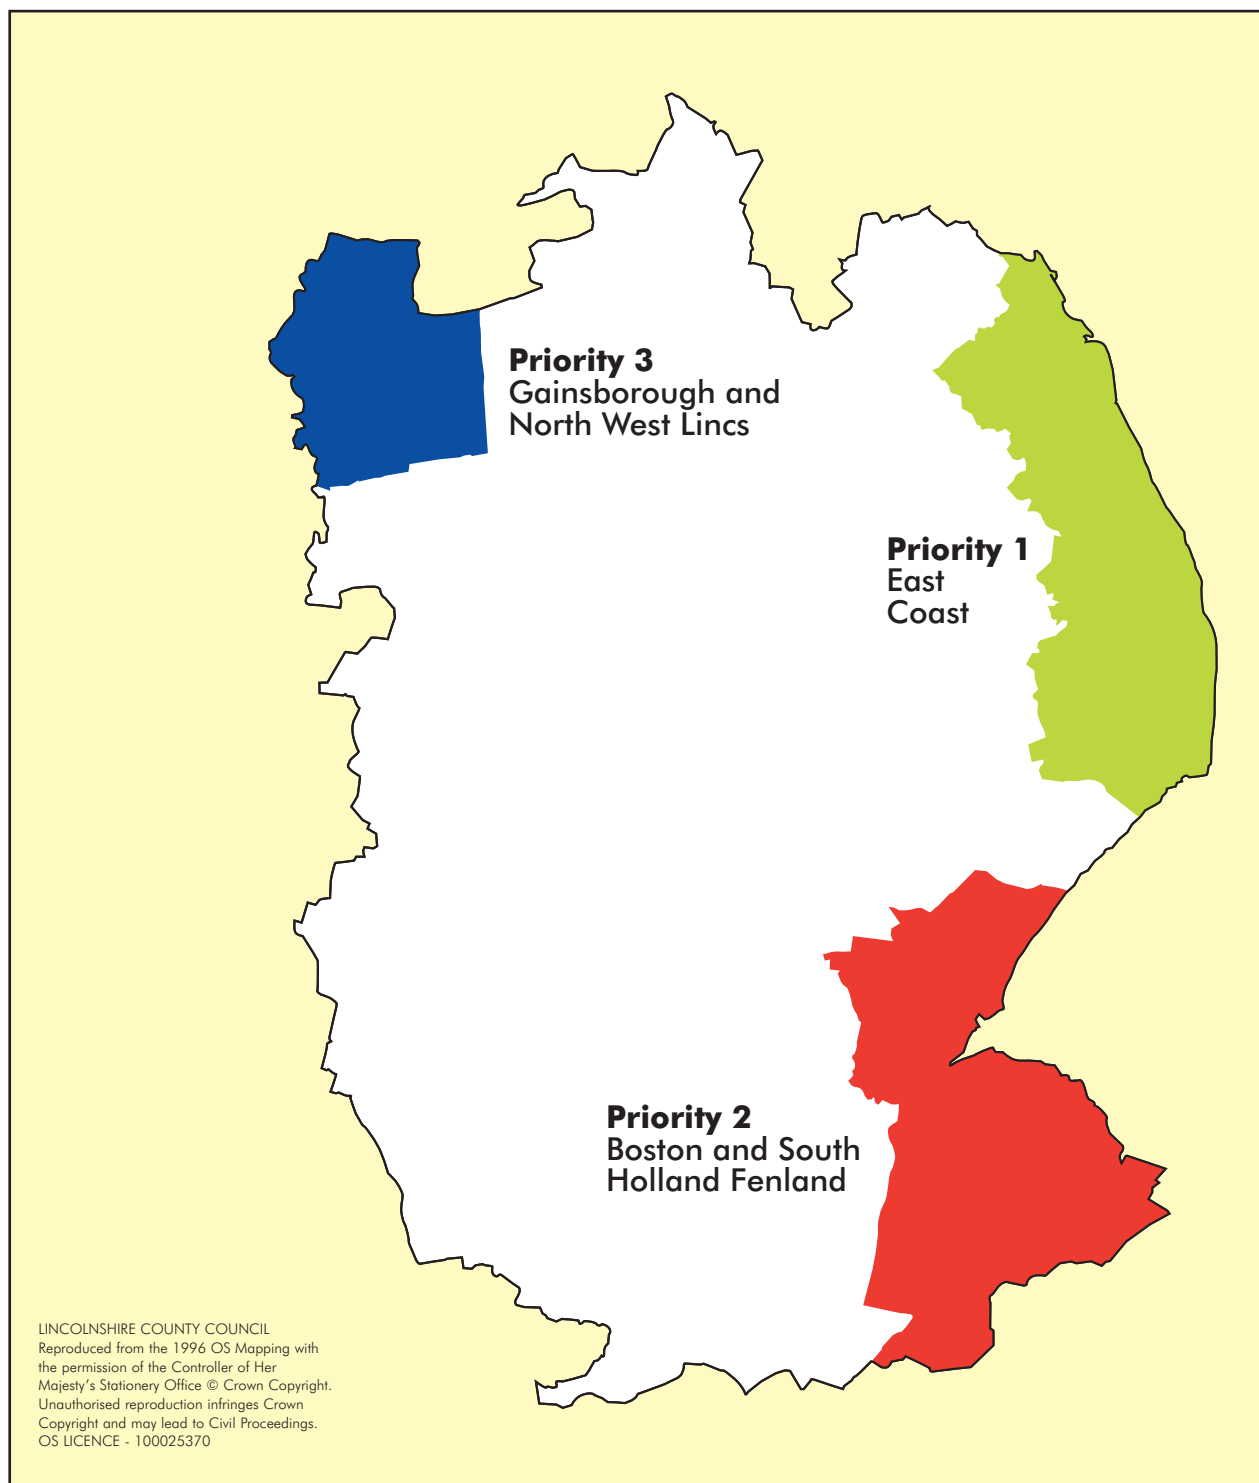 Priority 3
Gainsborough and
North West Lincs
Priority 1
East
Coast
Priority 2
Boston and South
Holland Fenland
LINCOLNSHIRE COUNTY COUNCIL
Reproduced from the 1996 OS Mapping with
the permission of the Controller of Her
Majesty's Stationery Office © Crown Copyright.
Unauthorised reproduction infringes Crown
Copyright and may lead to Civil Proceedings.
OS LICENCE - 100025370